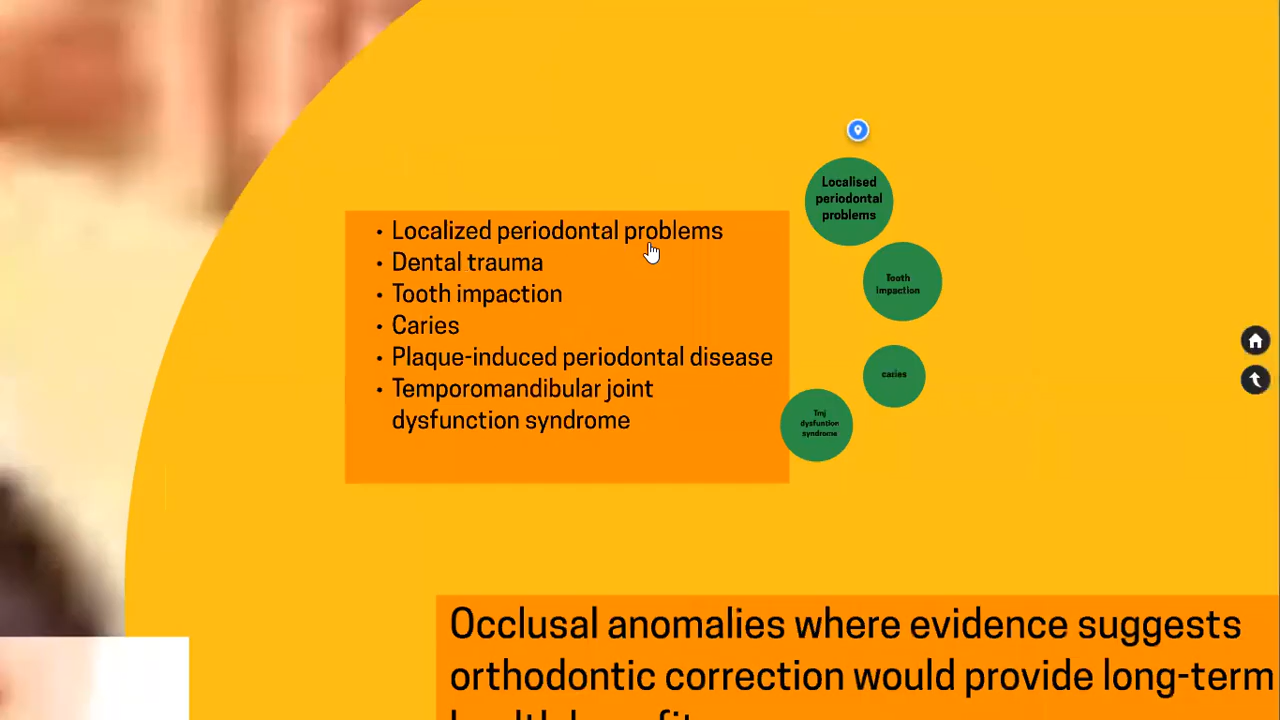 • Localized periodontal problems
• Dental trauma
• Tooth impaction
• Caries
• Plaque-induced periodontal disease
• Temporomandibular joint
dysfunction syndrome
Localised
periodontal
problems
Tooth
impaction
caries
Tmj
dysfuntion
syndrome
Occlusal anomalies where evidence suggests
orthodontic correction would provide long-term